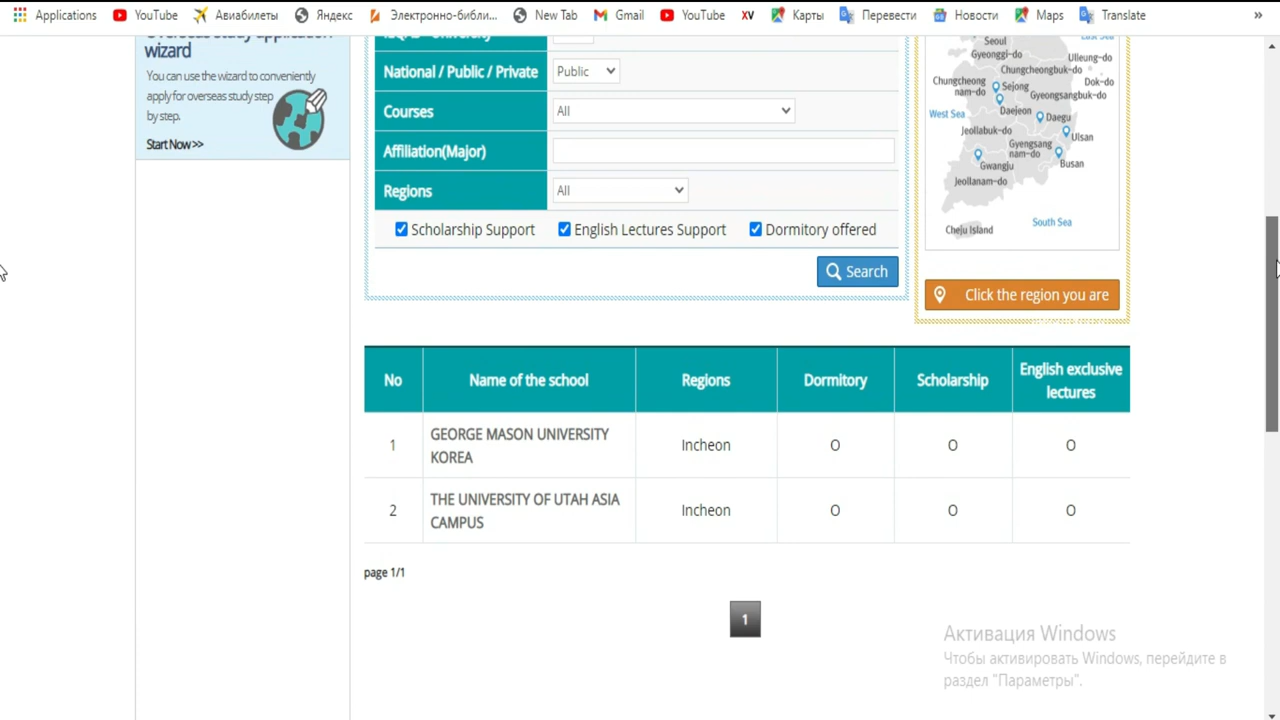 Applications YouTube Авиабилеты Яндекс Электронно-библи... New Tab Gmail YouTube XV Карты Перевести Новости Maps Translate »
Overseas study application
wizard
You can use the wizard to conveniently
apply for overseas study step
by step.
Start Now >>
National / Public / Private Public
Courses All
Affiliation(Major)
Regions All
Scholarship Support English Lectures Support Dormitory offered
Search
East Sea
Seoul
Gyeonggi-do
Ulleung-do
Chungcheongbuk-do
Dok-do
Chungcheong
nam-do
Sejong
Gyeongsangbuk-do
West Sea
Daejeon
Daegu
Jeollabuk-do
Ulsan
Gyengsang
nam-do
Gwangju
Busan
Jeollanam-do
South Sea
Cheju Island
Click the region you are
No Name of the school Regions Dormitory Scholarship English exclusive
lectures
1 GEORGE MASON UNIVERSITY
KOREA Incheon O O O
2 THE UNIVERSITY OF UTAH ASIA
CAMPUS Incheon O O O
page 1/1
1
Активация Windows
Чтобы активировать Windows, перейдите в
раздел "Параметры".